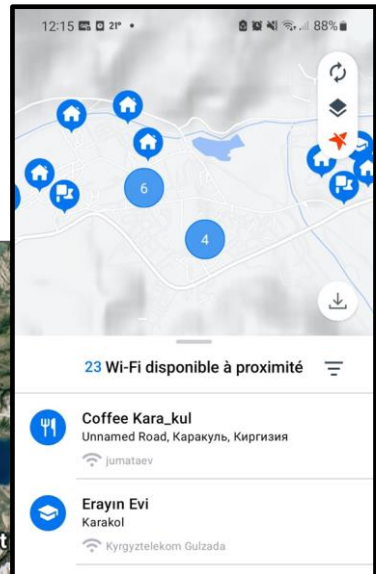 12:15 21° • 88%
6
4
23 Wi-Fi disponible à proximité
Coffee Kara_kul
Unnamed Road, Каракуль, Киргизия
jumataev
Erayın Evi
Karakol
Kyrgyztelekom Gulzada
t